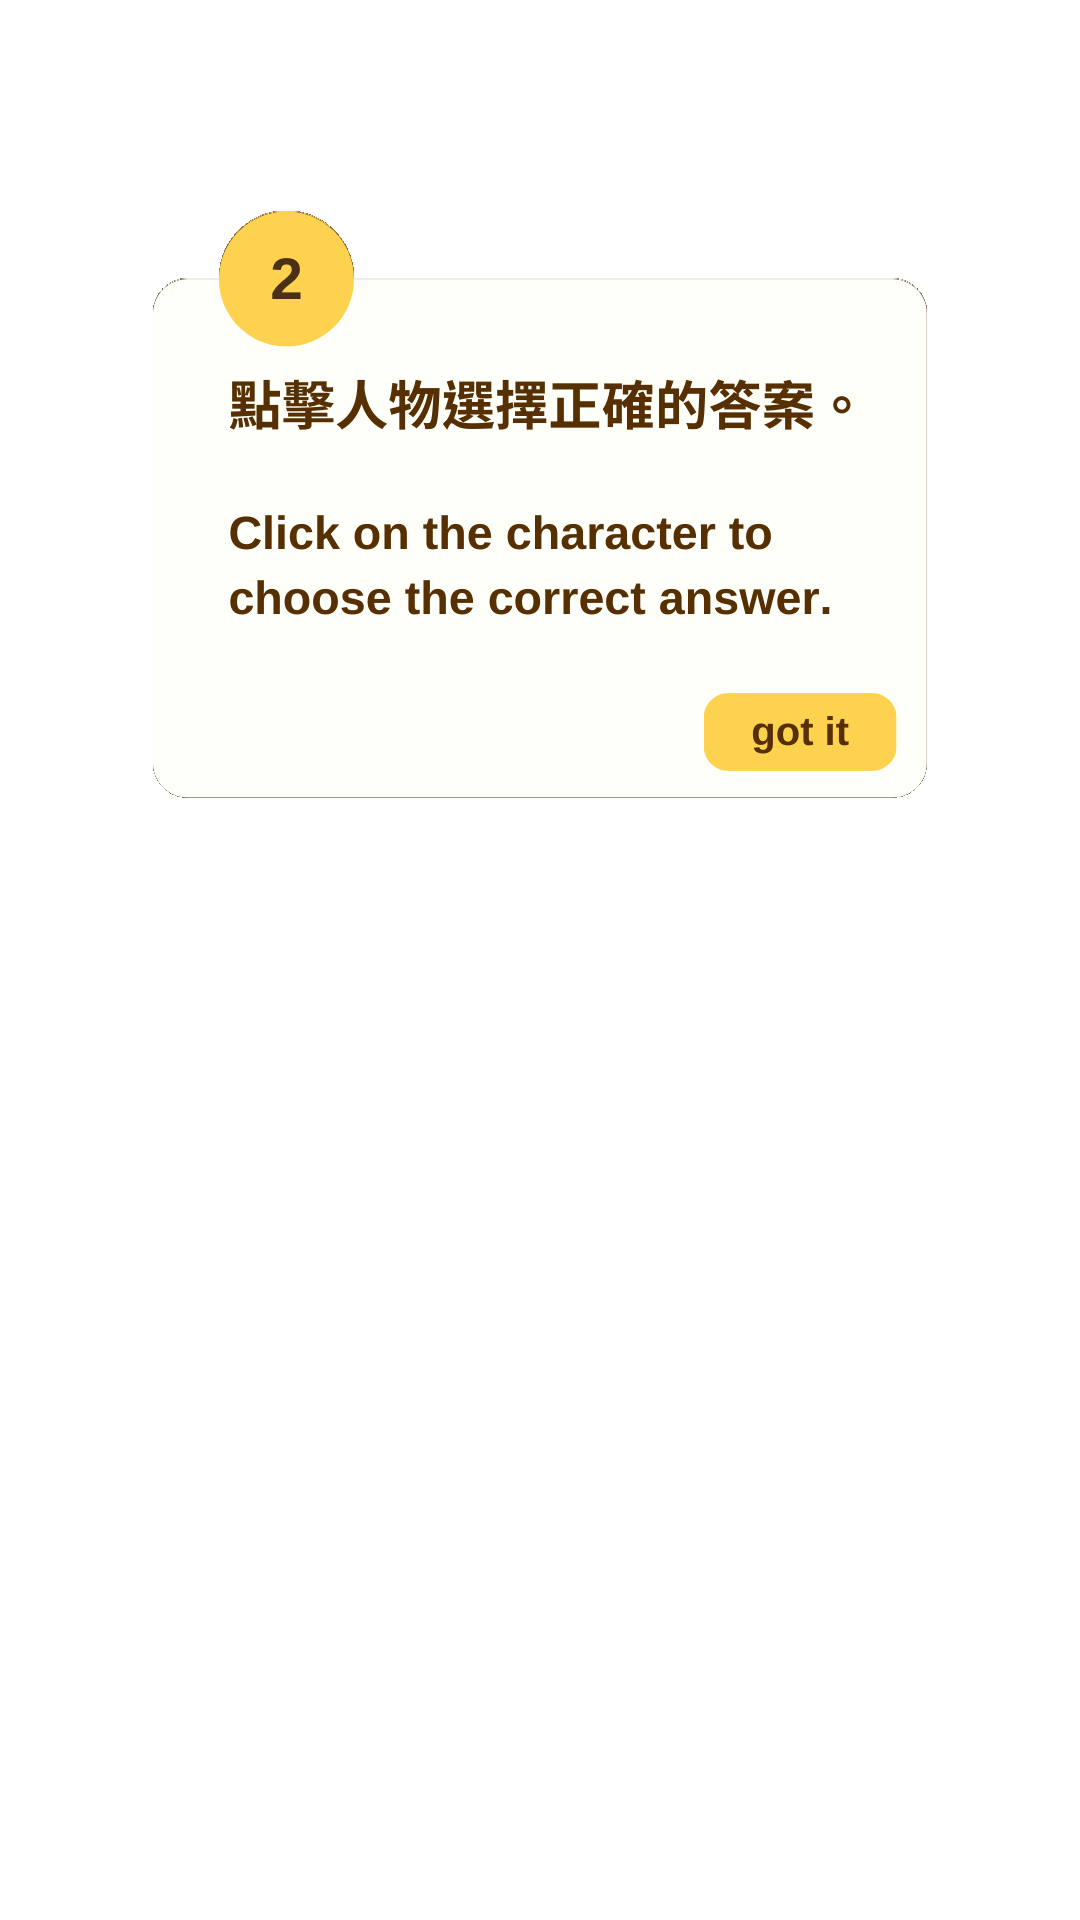 2
點擊人物選擇正確的答案。
Click on the character to
choose the correct answer.
got it